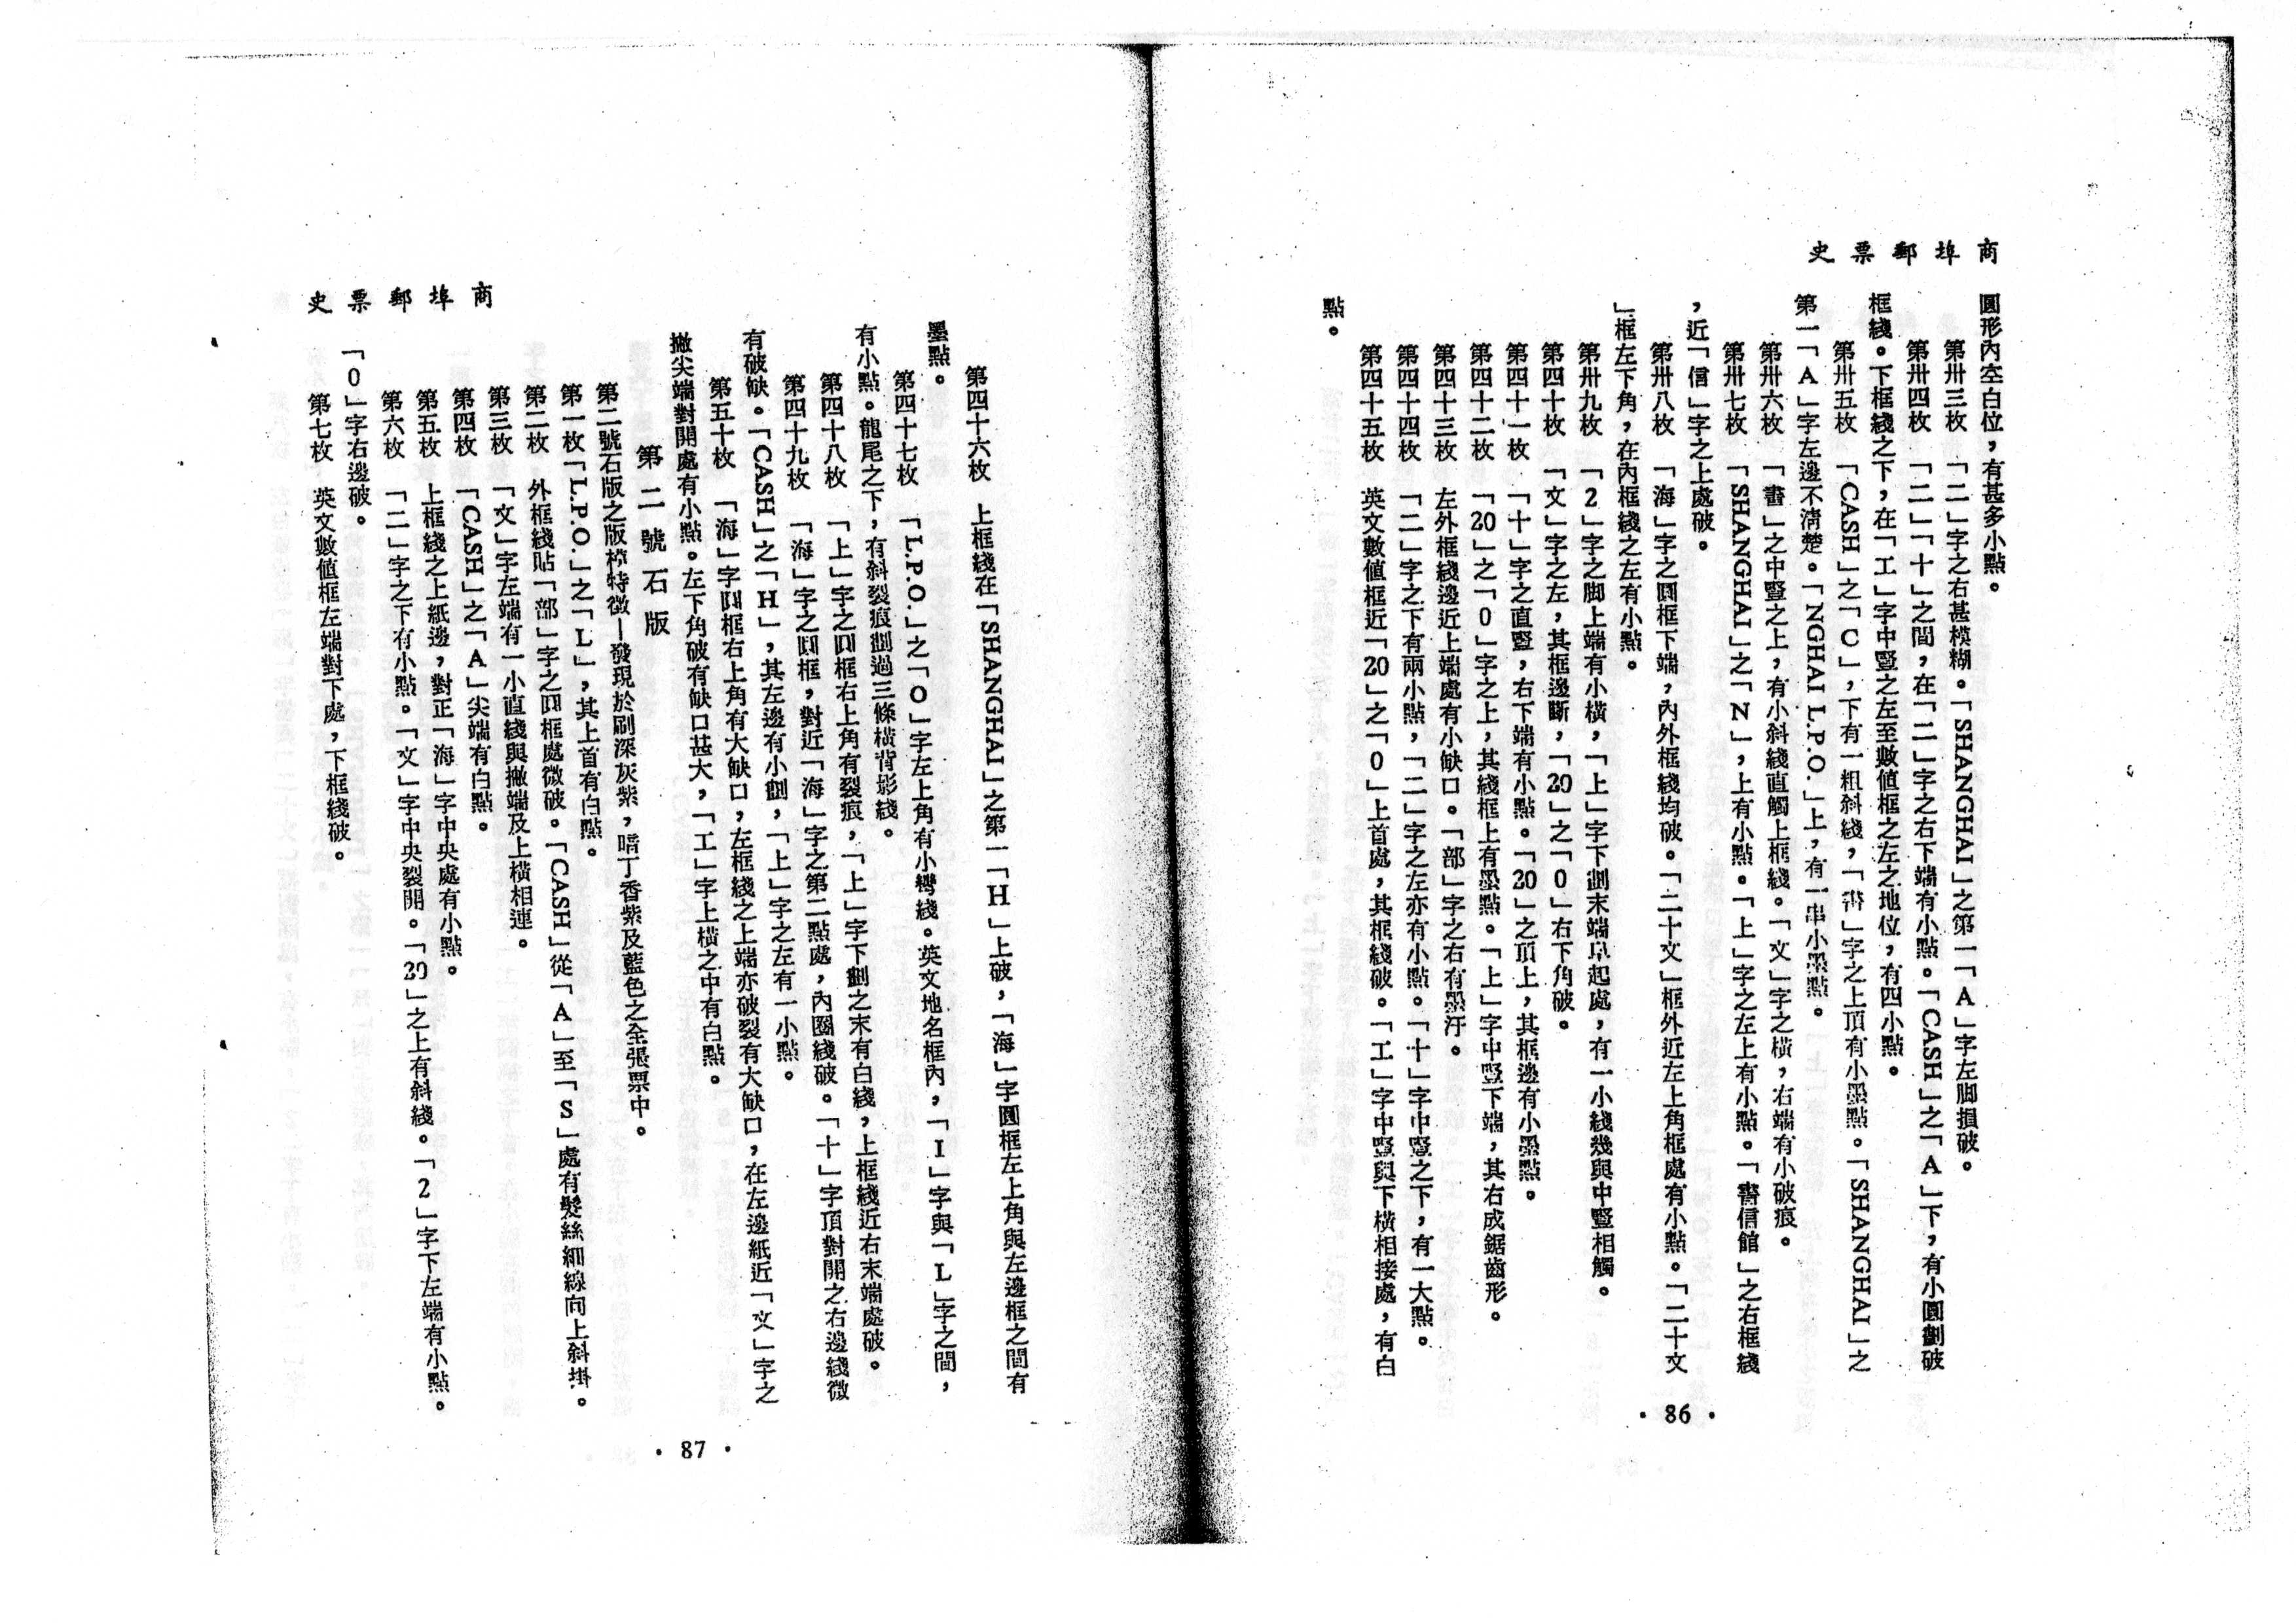 商埠郵票史
圓形內空白位，有甚多小點。
第卅三枚　「二」字之右甚模糊。「SHANGHAI」之第一「A」字左脚損破。
第卅四枚　「二」「十」之間，在「二」字之右下端有小點。「CASH」之「A」下，有小圓劃破
框綫。下框綫之下，在「工」字中豎之左至數值框之左之地位，有四小點。
第卅五枚　「CASH」之「C」，下有一粗斜綫，「書」字之上頂有小墨點。「SHANGHAI」之
第一「A」字左邊不清楚。「NGHAI L.P.O.」上，有一串小墨點。
第卅六枚　「書」之中豎之上，有小斜綫直觸上框綫。「文」字之橫，右端有小破痕。
第卅七枚　「SHANGHAI」之「N」，上有小點。「上」字之左上有小點。「書信館」之右框綫
，近「信」字之上處破。
第卅八枚　「海」字之圓框下端，內外框綫均破。「二十文」框外近左上角框處有小點。「二十文
」框左下角，在內框綫之左有小點。
第卅九枚　「2」字之脚上端有小橫，「上」字下劃末端早起處，有一小綫幾與中豎相觸。
第四十枚　「文」字之左，其框邊斷，「20」之「0」右下角破。
第四十一枚　「十」字之直豎，右下端有小點。「20」之頂上，其框邊有小墨點。
第四十二枚　「20」之「0」字之上，其綫框上有墨點。「上」字中豎下端，其右成鋸齒形。
第四十三枚　左外框綫邊近上端處有小缺口。「部」字之右有墨汙。
第四十四枚　「二」字之下有兩小點，「二」字之左亦有小點。「十」字中豎之下，有一大點。
第四十五枚　英文數值框近「20」之「0」上首處，其框綫破。「工」字中豎與下橫相接處，有白
點。
• 86 •
商埠郵票史
第四十六枚　上框綫在「SHANGHAI」之第一「H」上破，「海」字圓框左上角與左邊框之間有
墨點。
第四十七枚　「L.P.O.」之「O」字左上角有小彎綫。英文地名框內，「I」字與「L」字之間，
有小點。龍尾之下，有斜裂痕劃過三條橫背影綫。
第四十八枚　「上」字之圓框右上角有裂痕，「上」字下劃之末有白綫，上框綫近右末端處破。
第四十九枚　「海」字之圓框，對近「海」字之第二點處，內圈綫破。「十」字頂對開之右邊綫微
有破缺。「CASH」之「H」，其左邊有小劃，「上」字之左有一小點。
第五十枚　「海」字圓框右上角有大缺口，左框綫之上端亦破裂有大缺口，在左邊紙近「文」字之
撇尖端對開處有小點。左下角破有缺口甚大，「工」字上橫之中有白點。
第二號石版
第二號石版之版模特徵—發現於刷深灰紫，暗丁香紫及藍色之全張票中。
第一枚「L.P.O.」之「L」，其上首有白點。
第二枚　外框綫貼「部」字之圓框處微破。「CASH」從「A」至「S」處有髮絲細線向上斜掛。
第三枚　「文」字左端有一小直綫與撇端及上橫相連。
第四枚　「CASH」之「A」尖端有白點。
第五枚　上框綫之上紙邊，對正「海」字中央處有小點。
第六枚　「二」字之下有小點。「文」字中央裂開。「20」之上有斜綫。「2」字下左端有小點。
「0」字右邊破。
第七枚　英文數值框左端對下處，下框綫破。
• 87 •